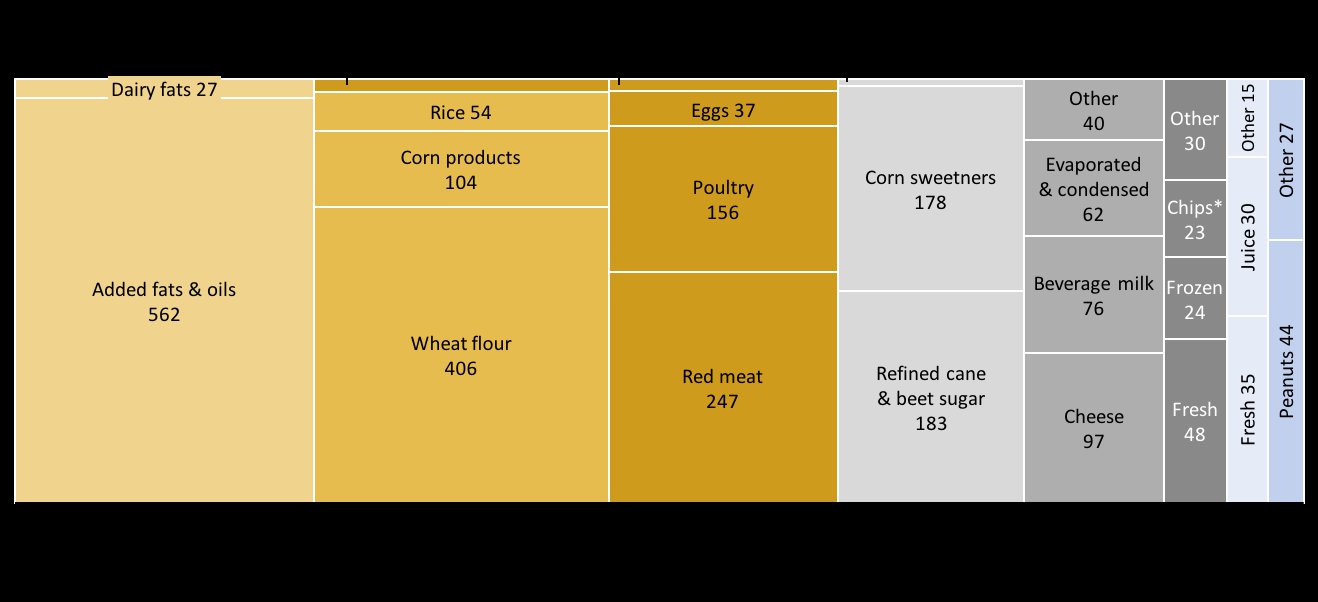 Dairy fats 27
Added fats & oils
562
Rice 54
Corn products
104
Wheat flour
406
Eggs 37
Poultry
156
Red meat
247
Corn sweetners
178
Refined cane
& beet sugar
183
Other
40
Evaporated
& condensed
62
Beverage milk
76
Cheese
97
Other
30
Chips*
23
Frozen
24
Fresh
48
Other 15
Juice 30
Fresh 35
Other 27
Peanuts 44